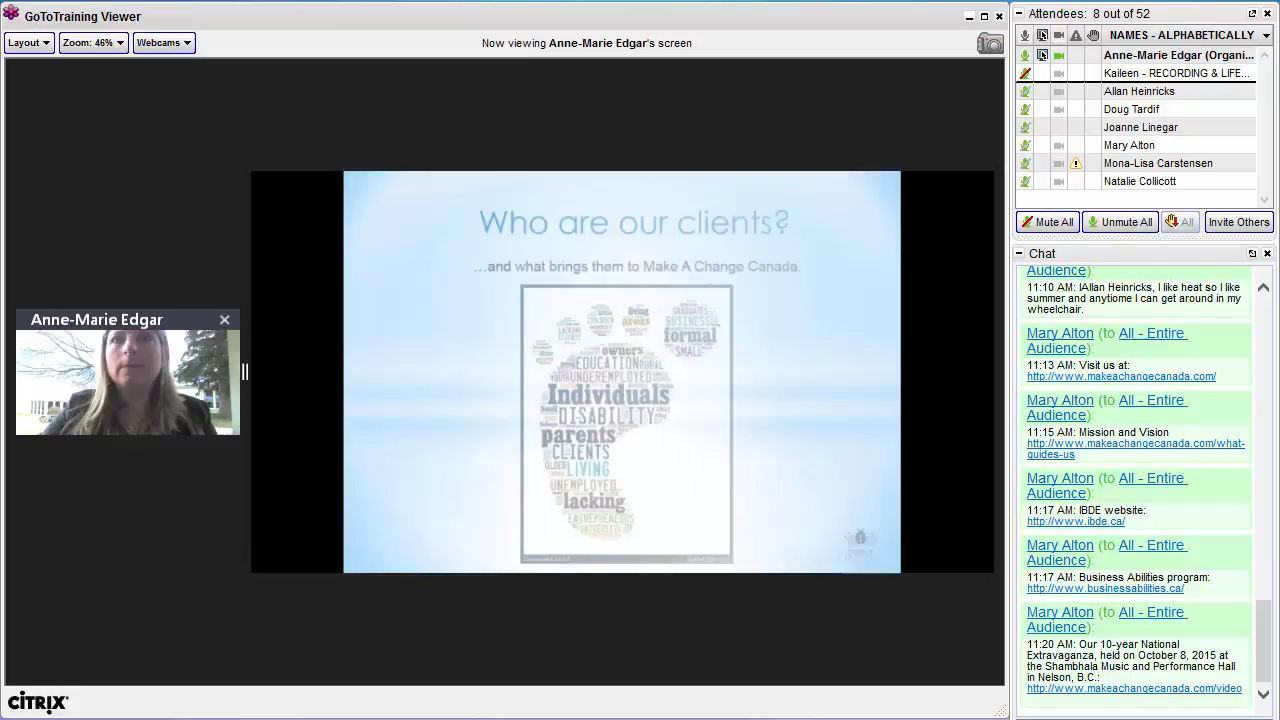 GoToTraining Viewer
Layout
Zoom: 46%
Webcams
Now viewing Anne-Marie Edgar's screen
Anne-Marie Edgar
Who are our clients?
...and what brings them to Make A Change Canada.
living
areas
BUSINESS
formal
SMALL
owners
EDUCATION RURAL
UNDEREMPLOYED
Individuals
DISABILITY
parents
CLIENTS
OLDER
LIVING
UNEMPLOYED
lacking
ENTREPRENEURS
CITRIX
Attendees: 8 out of 52
NAMES - ALPHABETICALLY
Anne-Marie Edgar (Organi...
Kaileen - RECORDING & LIFE...
Allan Heinricks
Doug Tardif
Joanne Linegar
Mary Alton
Mona-Lisa Carstensen
Natalie Collicott
Mute All
Unmute All
All
Invite Others
Chat
Audience):
11:10 AM: IAllan Heinricks, I like heat so I like
summer and anytiome I can get around in my
wheelchair.
Mary Alton (to All - Entire
Audience):
11:13 AM: Visit us at:
http://www.makeachangecanada.com/
Mary Alton (to All - Entire
Audience):
11:15 AM: Mission and Vision
http://www.makeachangecanada.com/what-
guides-us
Mary Alton (to All - Entire
Audience):
11:17 AM: IBDE website:
http://www.ibde.ca/
Mary Alton (to All - Entire
Audience):
11:17 AM: Business Abilities program:
http://www.businessabilities.ca/
Mary Alton (to All - Entire
Audience):
11:20 AM: Our 10-year National
Extravaganza, held on October 8, 2015 at
the Shambhala Music and Performance Hall
in Nelson, B.C.:
http://www.makeachangecanada.com/video